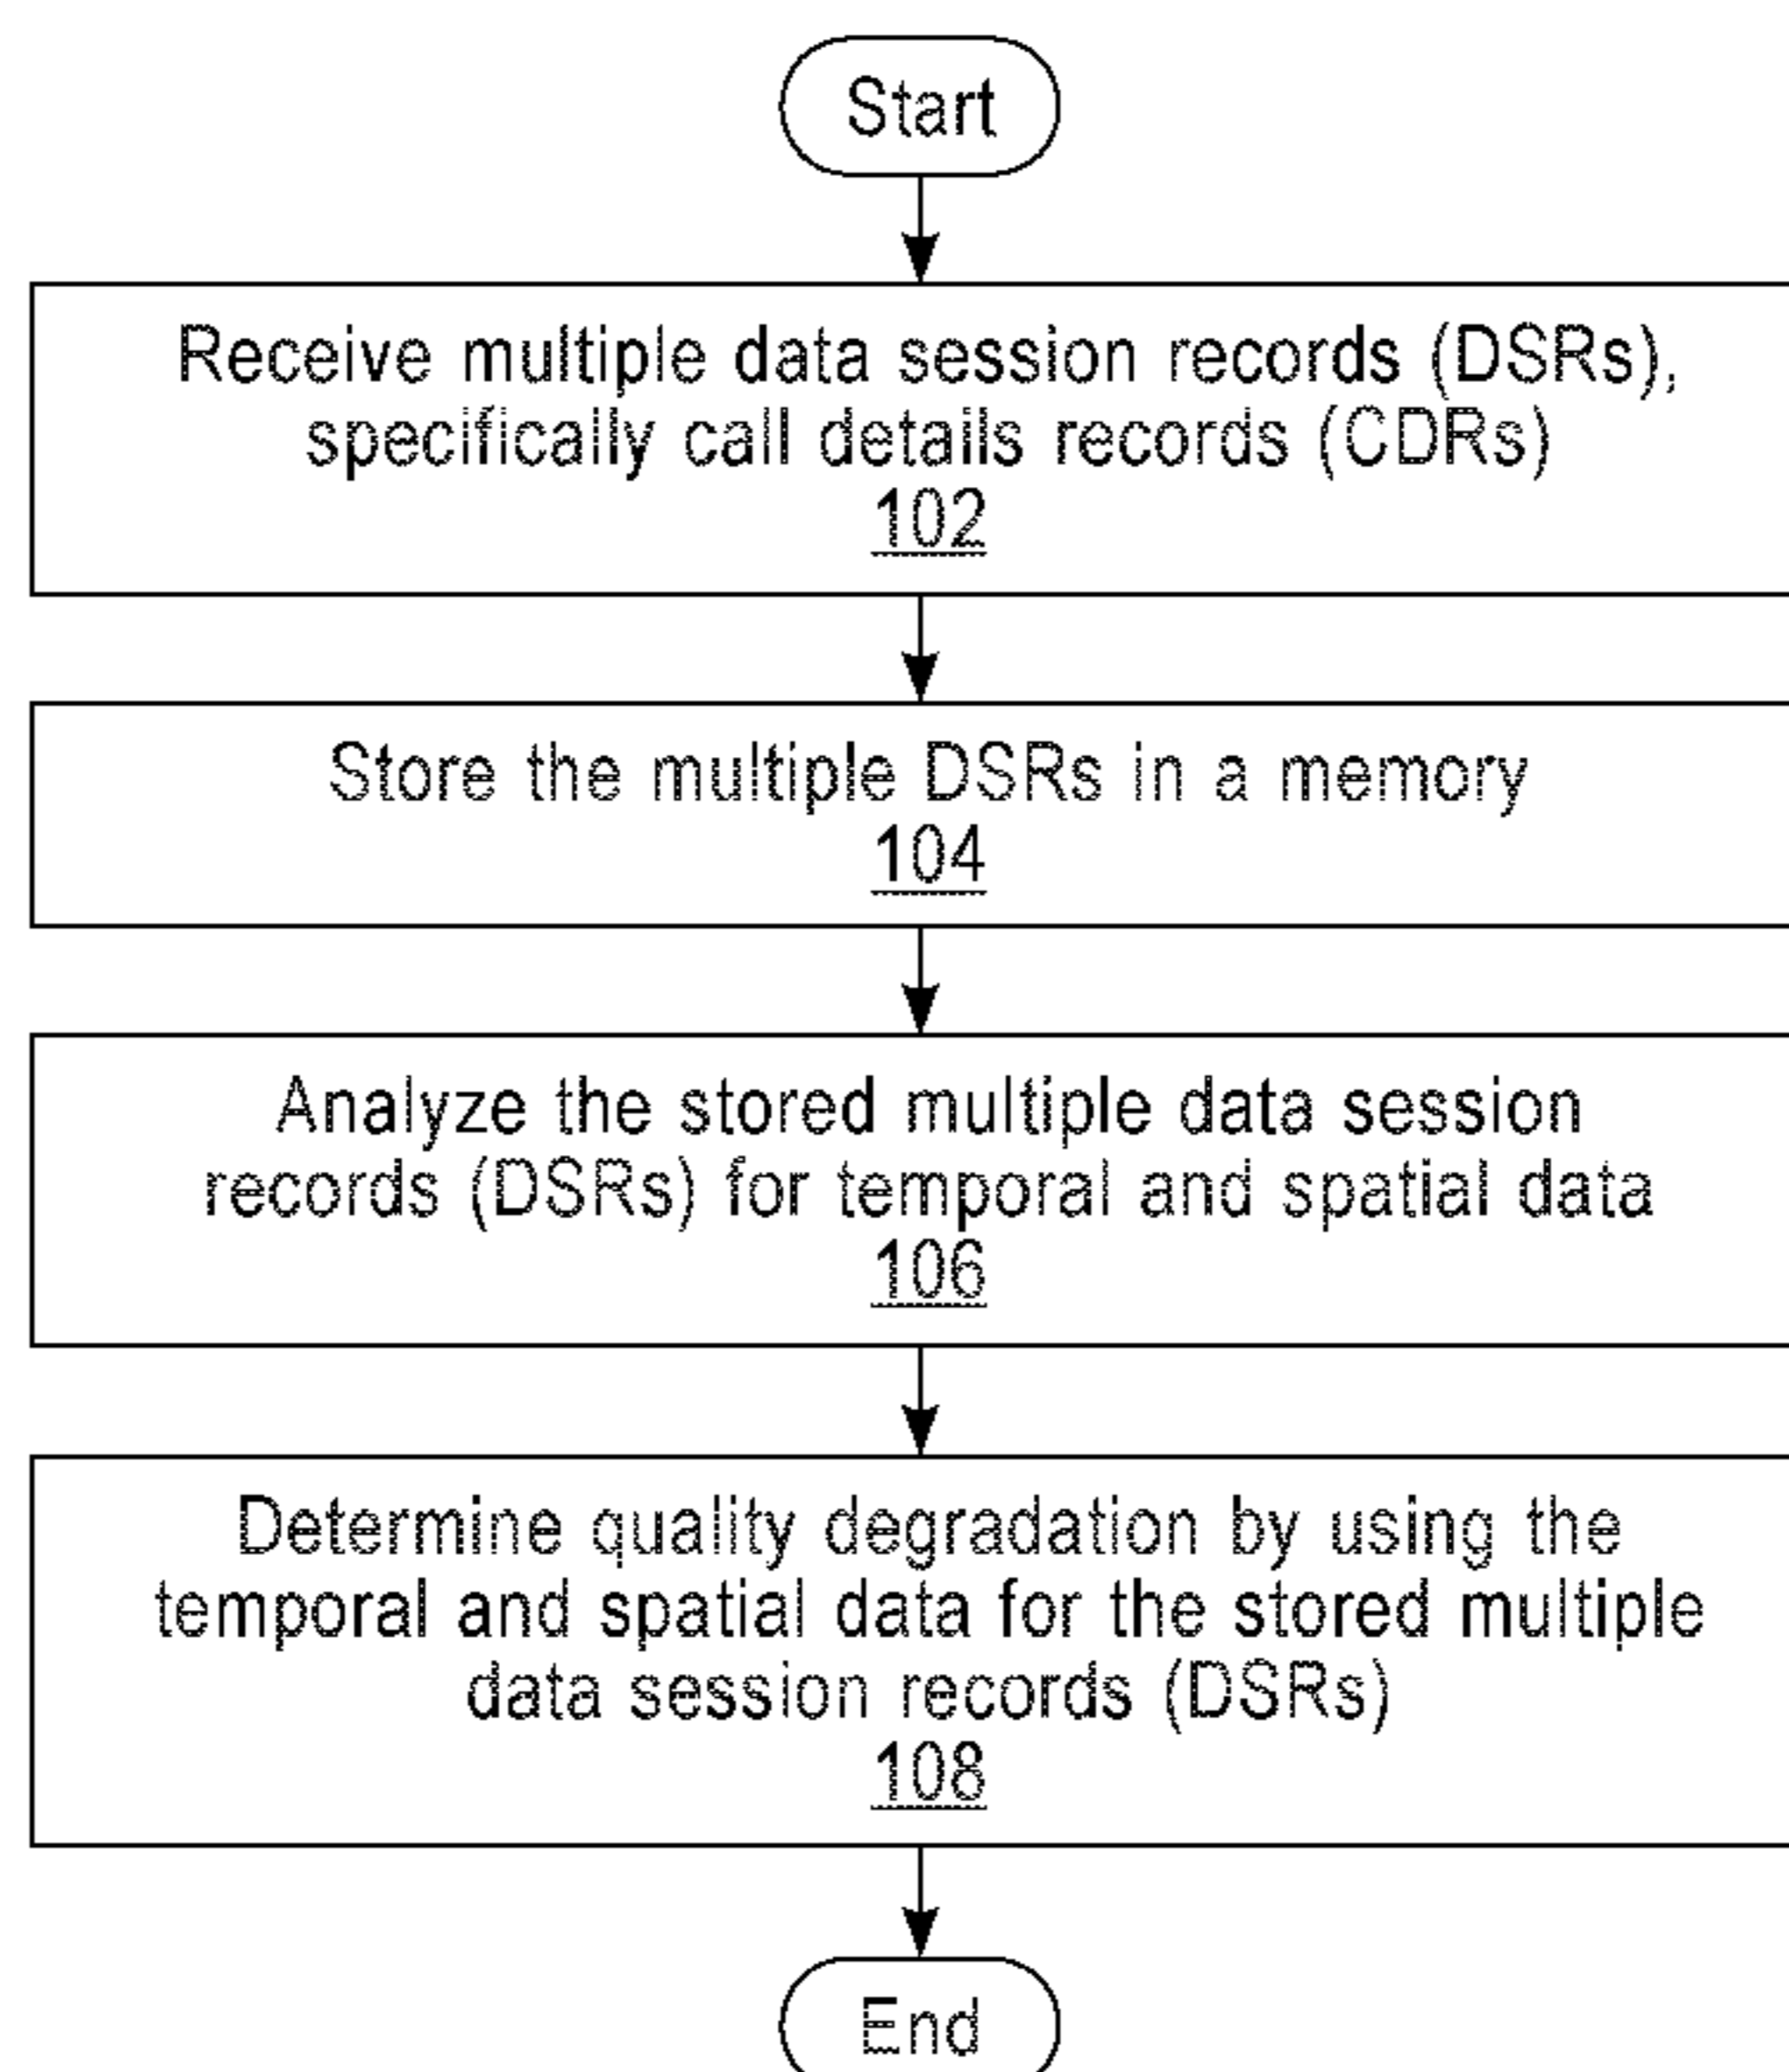 Start
Receive multiple data session records (DSRs),
specifically call details records (CDRs)
102
Store the multiple DSRs in a memory
104
Analyze the stored multiple data session
records (DSRs) for temporal and spatial data
106
Determine quality degradation by using the
temporal and spatial data for the stored multiple
data session records (DSRs)
108
End